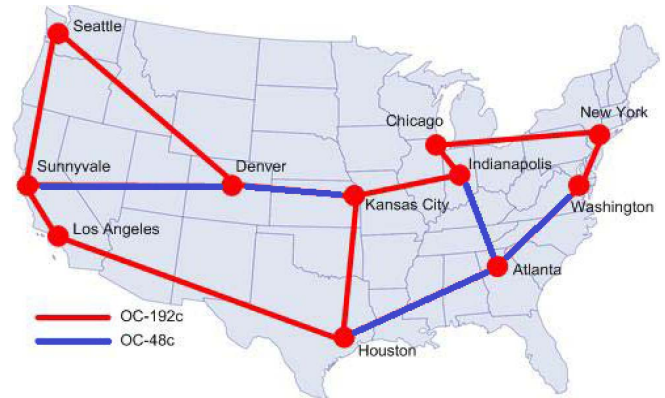 Seattle
New York
Chicago
Sunnyvale
Denver
Indianapolis
Kansas City
Washington
Los Angeles
Atlanta
OC-192c
OC-48c
Houston